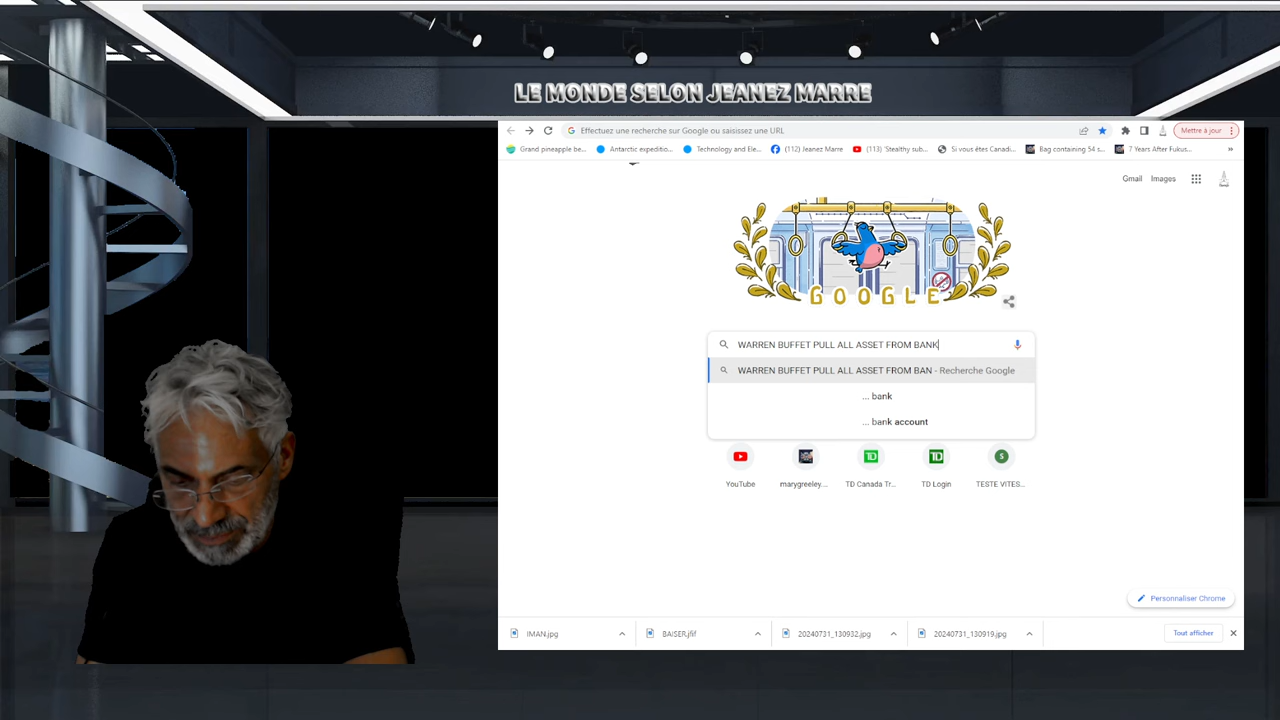 LE MONDE SELON JEANEZ MARRE
Effectuez une recherche sur Google ou saisissez une URL
Mettre à jour
Grand pineapple be...
Antarctic expeditio...
Technology and Ele...
(112) Jeanez Marre
(113) 'Stealthy sub...
Si vous êtes Canadi...
Bag containing 54 s...
7 Years After Fukus...
»
Gmail
Images
GOOGLE
WARREN BUFFET PULL ALL ASSET FROM BANK
WARREN BUFFET PULL ALL ASSET FROM BAN - Recherche Google
... bank
... bank account
TD
TD
S
YouTube
marygreeley....
TD Canada Tr...
TD Login
TESTE VITES...
Personnaliser Chrome
IMAN.jpg
BAISER.jfif
20240731_130932.jpg
20240731_130919.jpg
Tout afficher